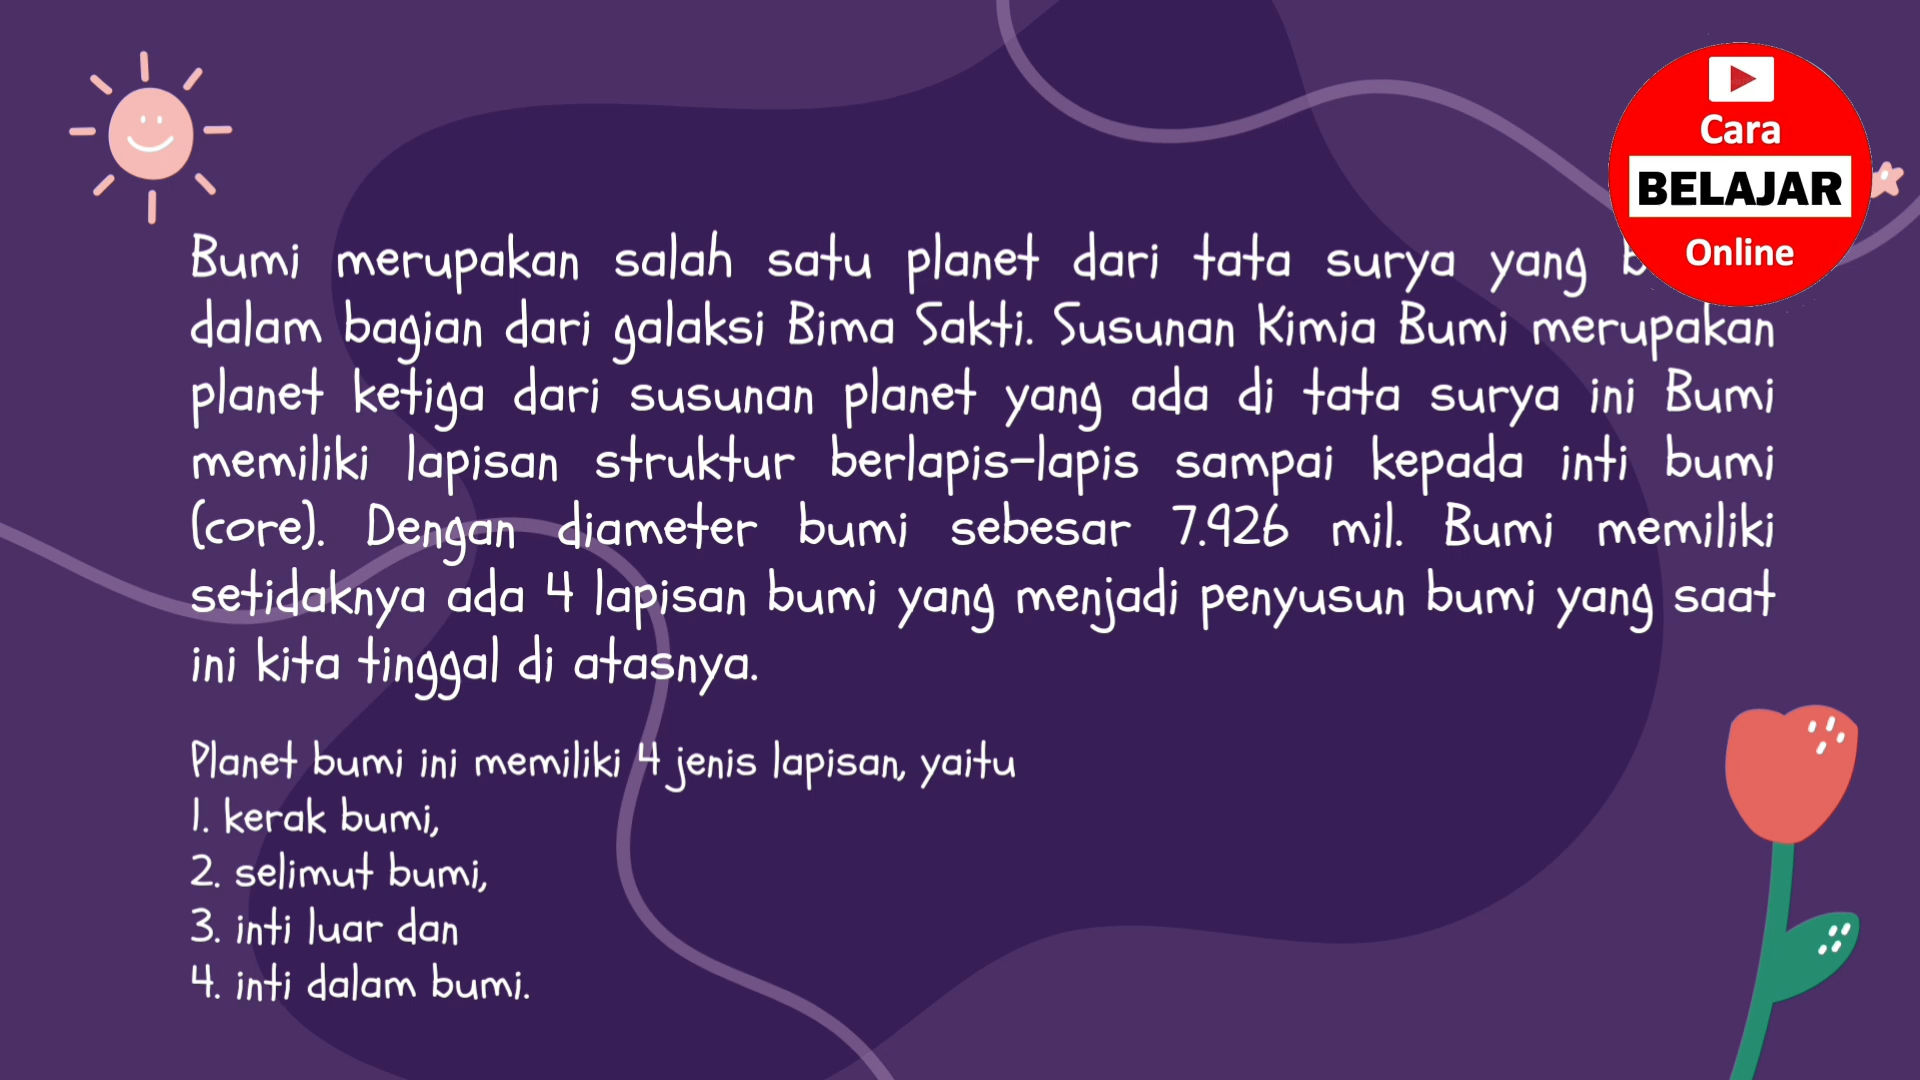 Cara
BELAJAR
Online
Bumi merupakan salah satu planet dari tata surya yang
dalam bagian dari galaksi Bima Sakti. Susunan Kimia Bumi merupakan
planet ketiga dari susunan planet yang ada di tata surya ini Bumi
memiliki lapisan struktur berlapis-lapis sampai kepada inti bumi
(core). Dengan diameter bumi sebesar 7.926 mil. Bumi memiliki
setidaknya ada 4 lapisan bumi yang menjadi penyusun bumi yang saat
ini kita tinggal di atasnya.
Planet bumi ini memiliki 4 jenis lapisan, yaitu
1. kerak bumi,
2. selimut bumi,
3. inti luar dan
4. inti dalam bumi.